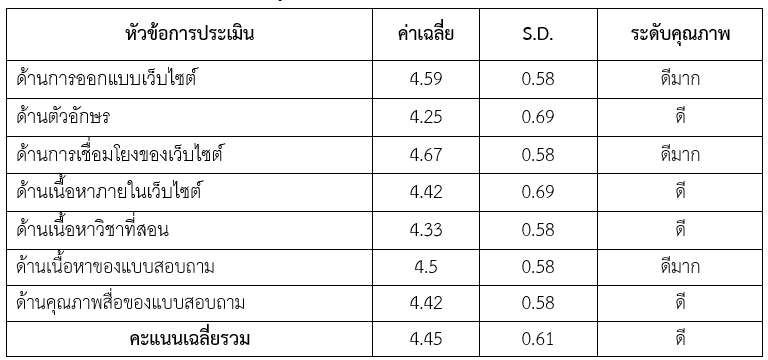 หัวข้อการประเมิน ค่าเฉลี่ย S.D. ระดับคุณภาพ
ด้านการออกแบบเว็บไซต์ 4.59 0.58 ดีมาก
ด้านตัวอักษร 4.25 0.69 ดี
ด้านการเชื่อมโยงของเว็บไซต์ 4.67 0.58 ดีมาก
ด้านเนื้อหาภายในเว็บไซต์ 4.42 0.69 ดี
ด้านเนื้อหาวิชาที่สอน 4.33 0.58 ดี
ด้านเนื้อหาของแบบสอบถาม 4.5 0.58 ดีมาก
ด้านคุณภาพสื่อของแบบสอบถาม 4.42 0.58 ดี
คะแนนเฉลี่ยรวม 4.45 0.61 ดี